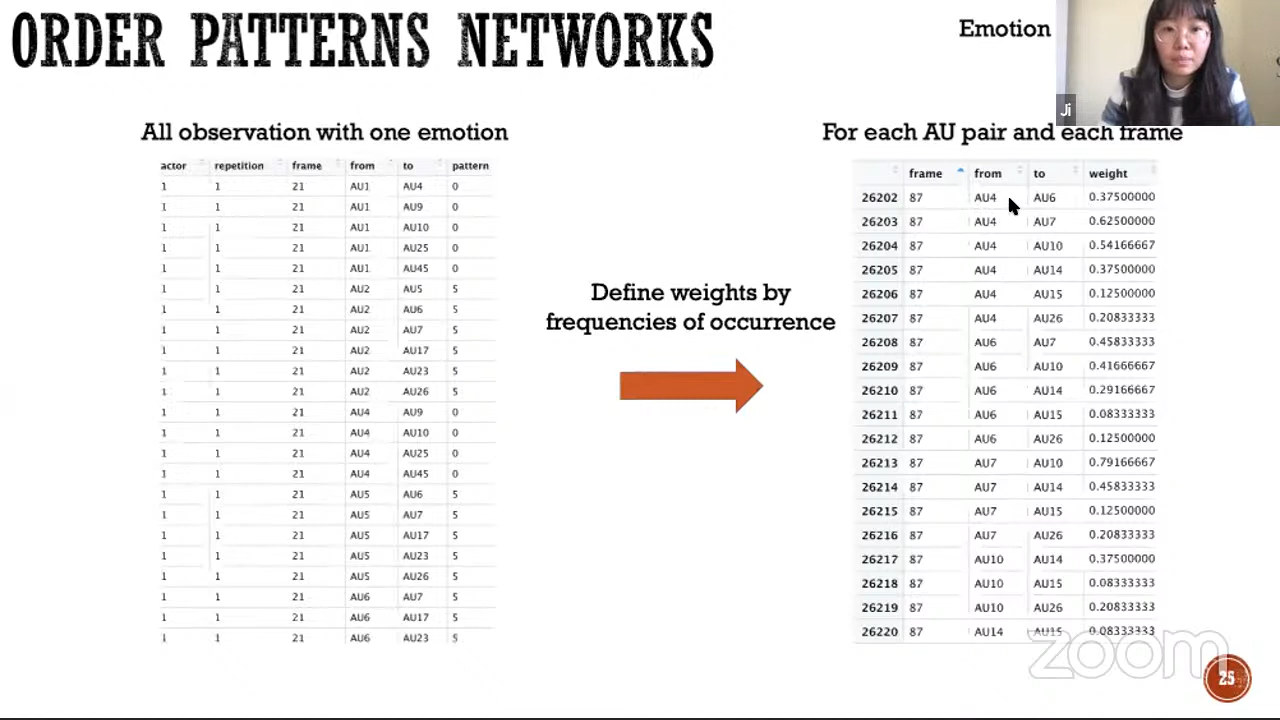 ORDER PATTERNS NETWORKS
Emotion
Ji
All observation with one emotion
actor repetition frame from to pattern
1 1 21 AU1 AU4 0
1 1 21 AU1 AU9 0
1 1 21 AU1 AU10 0
1 1 21 AU1 AU25 0
1 1 21 AU1 AU45 0
1 1 21 AU2 AU5 5
1 1 21 AU2 AU6 5
1 1 21 AU2 AU7 5
1 1 21 AU2 AU17 5
1 1 21 AU2 AU23 5
1 1 21 AU2 AU26 5
1 1 21 AU4 AU9 0
1 1 21 AU4 AU10 0
1 1 21 AU4 AU25 0
1 1 21 AU4 AU45 0
1 1 21 AU5 AU6 5
1 1 21 AU5 AU7 5
1 1 21 AU5 AU17 5
1 1 21 AU5 AU23 5
1 1 21 AU5 AU26 5
1 1 21 AU6 AU7 5
1 1 21 AU6 AU17 5
1 1 21 AU6 AU23 5
Define weights by
frequencies of occurrence
For each AU pair and each frame
frame from to weight
26202 87 AU4 AU6 0.37500000
26203 87 AU4 AU7 0.62500000
26204 87 AU4 AU10 0.54166667
26205 87 AU4 AU14 0.37500000
26206 87 AU4 AU15 0.12500000
26207 87 AU4 AU26 0.20833333
26208 87 AU6 AU7 0.45833333
26209 87 AU6 AU10 0.41666667
26210 87 AU6 AU14 0.29166667
26211 87 AU6 AU15 0.08333333
26212 87 AU6 AU26 0.12500000
26213 87 AU7 AU10 0.79166667
26214 87 AU7 AU14 0.45833333
26215 87 AU7 AU15 0.12500000
26216 87 AU7 AU26 0.20833333
26217 87 AU10 AU14 0.37500000
26218 87 AU10 AU15 0.08333333
26219 87 AU10 AU26 0.20833333
26220 87 AU14 AU15 0.08333333
zoom
25